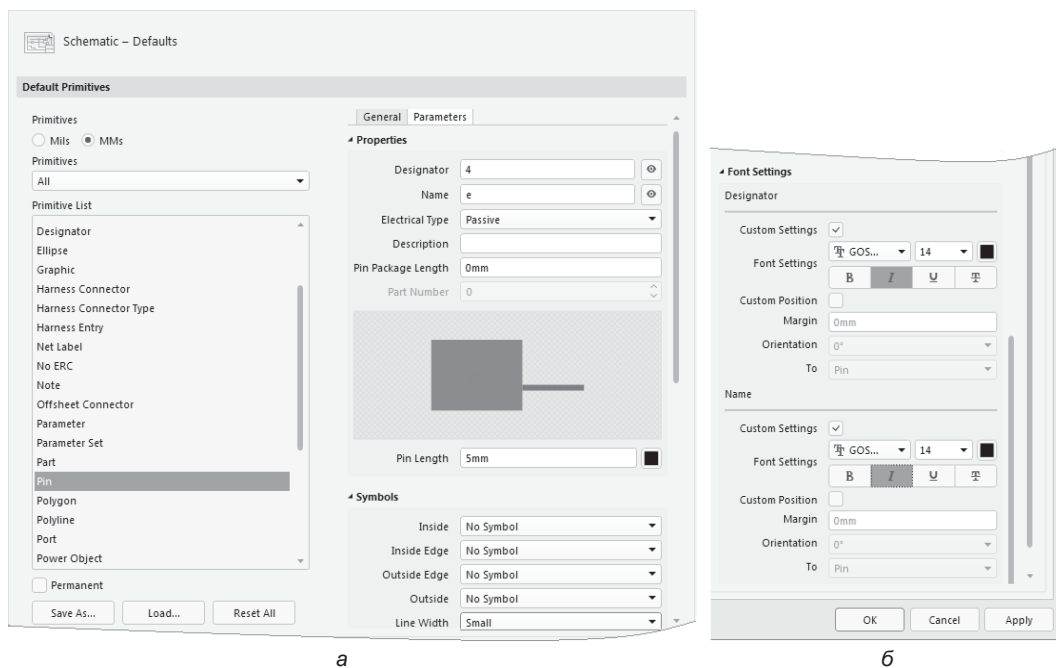 Schematic – Defaults
Default Primitives
Primitives
Mils MMs
Primitives
All
Primitive List
Designator
Ellipse
Graphic
Harness Connector
Harness Connector Type
Harness Entry
Net Label
No ERC
Note
Offsheet Connector
Parameter
Parameter Set
Part
Pin
Polygon
Polyline
Port
Power Object
Permanent
Save As... Load... Reset All
General Parameters
Properties
Designator 4
Name e
Electrical Type Passive
Description
Pin Package Length 0mm
Part Number 0
Pin Length 5mm
Symbols
Inside No Symbol
Inside Edge No Symbol
Outside Edge No Symbol
Outside No Symbol
Line Width Small
а
Font Settings
Designator
Custom Settings
Font Settings GOS... 14
B I U T
Custom Position
Margin 0mm
Orientation 0°
To Pin
Name
Custom Settings
Font Settings GOS... 14
B I U T
Custom Position
Margin 0mm
Orientation 0°
To Pin
OK Cancel Apply
б